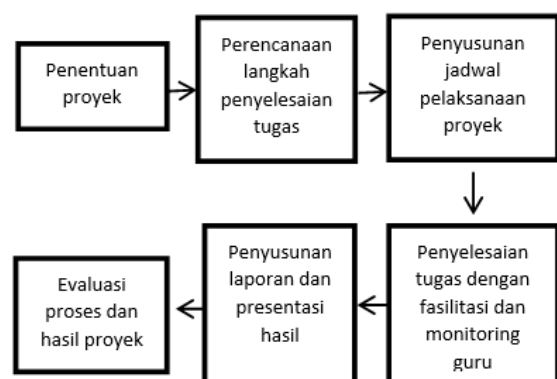 Penentuan
proyek
Perencanaan
langkah
penyelesaian
tugas
Penyusunan
jadwal
pelaksanaan
proyek
Penyelesaian
tugas dengan
fasilitasi dan
monitoring
guru
Penyusunan
laporan dan
presentasi
hasil
Evaluasi
proses dan
hasil proyek